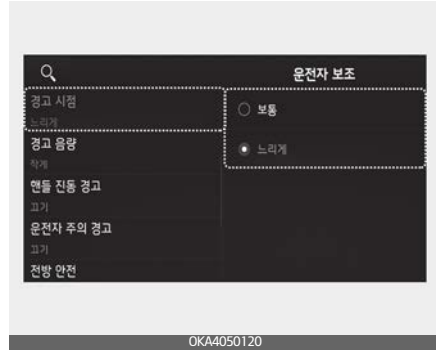 운전자 보조
경고 시점
느리게
경고 음량
작게
핸들 진동 경고
끄기
운전자 주의 경고
끄기
전방 안전
보통
느리게
OKA4050120